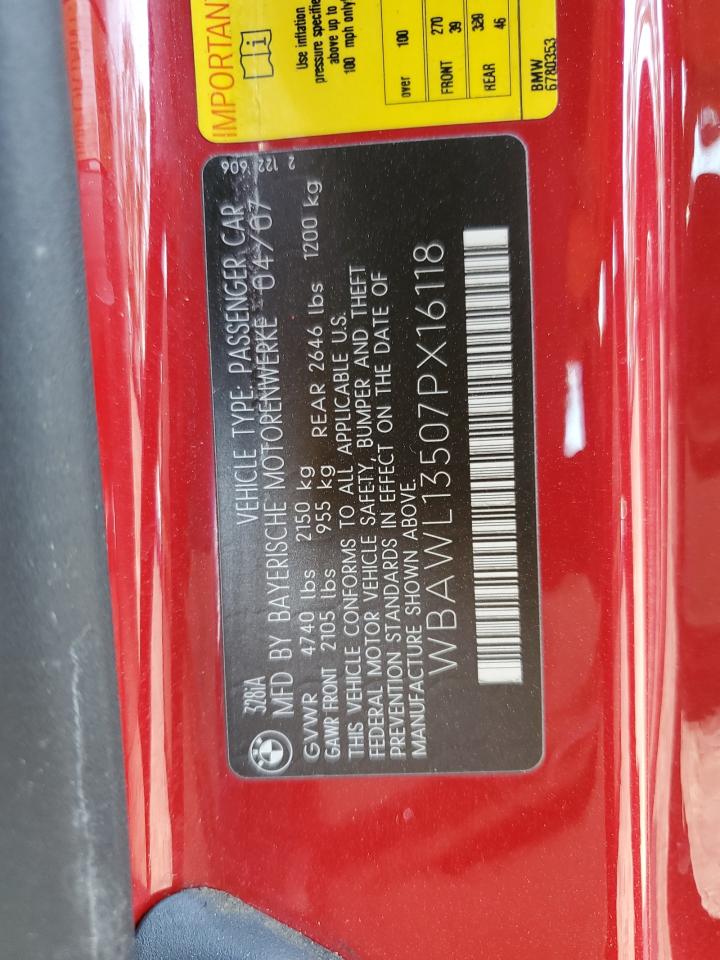 IMPORTANT
Use inflation
pressure specifie
above up to
100 mph only
over 100
FRONT 270 39
REAR 320 46
BMW
6780353
328iA VEHICLE TYPE: PASSENGER CAR 2 122 606
MFD BY BAYERISCHE MOTORENWERKE 04/07
GVWR 4740 lbs 2150 kg
GAWR FRONT 2105 lbs 955 kg REAR 2646 lbs 1200 kg
THIS VEHICLE CONFORMS TO ALL APPLICABLE U.S.
FEDERAL MOTOR VEHICLE SAFETY, BUMPER AND THEFT
PREVENTION STANDARDS IN EFFECT ON THE DATE OF
MANUFACTURE SHOWN ABOVE.
WBAWL13507PX16118